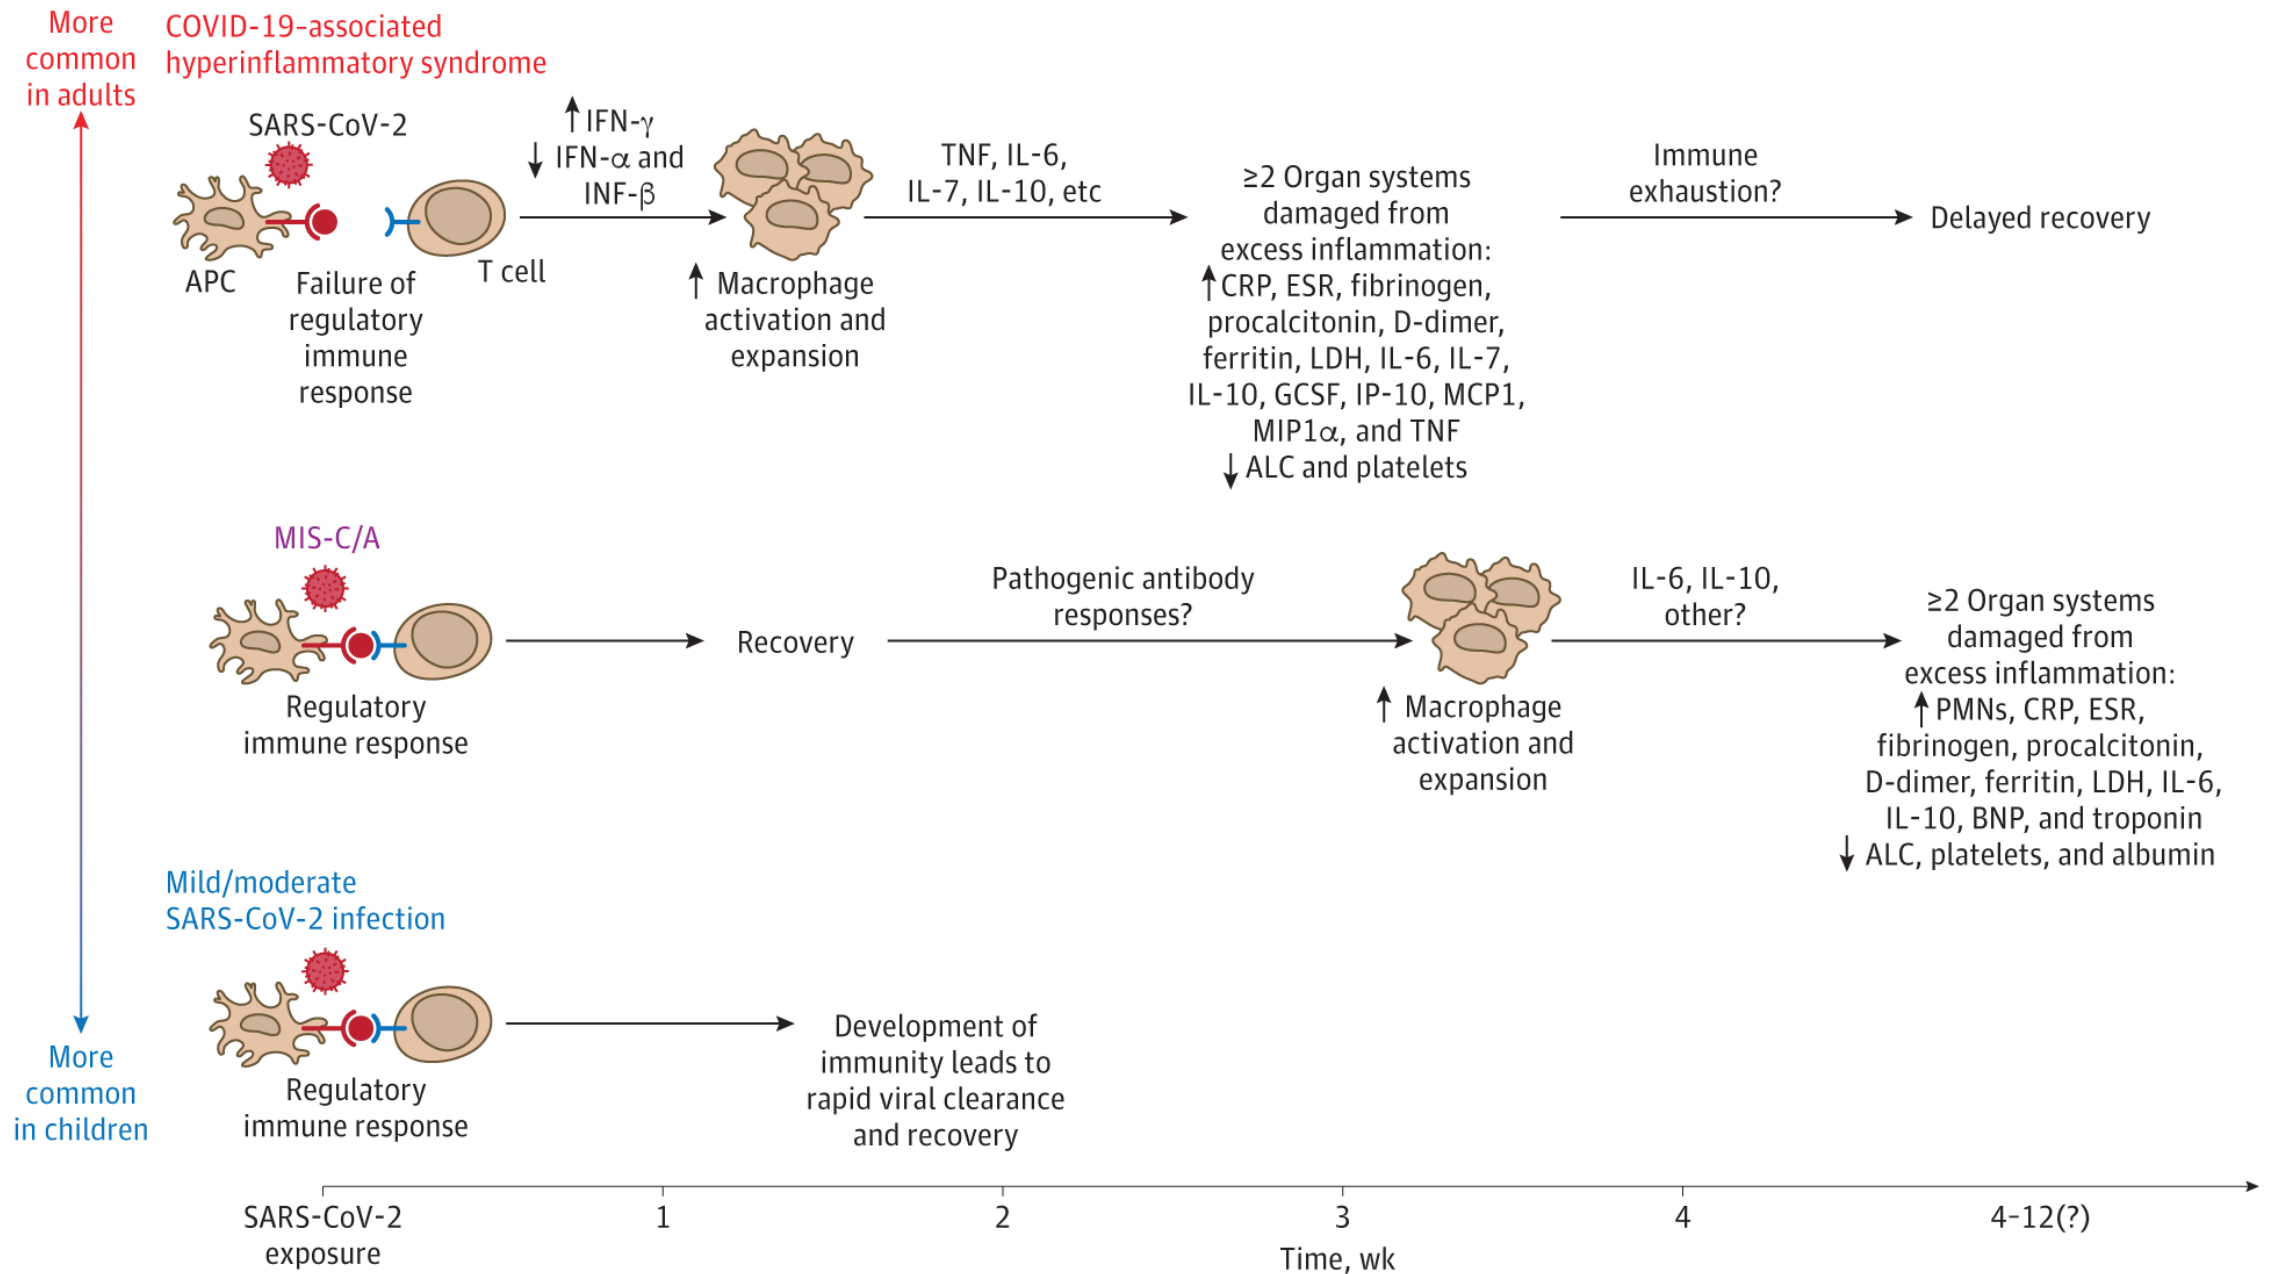 More
common
in adults
COVID-19–associated
hyperinflammatory syndrome
SARS-CoV-2
APC
Failure of
regulatory
immune
response
T cell
↑ IFN-γ
↓ IFN-α and
INF-β
↑ Macrophage
activation and
expansion
TNF, IL-6,
IL-7, IL-10, etc
≥2 Organ systems
damaged from
excess inflammation:
↑ CRP, ESR, fibrinogen,
procalcitonin, D-dimer,
ferritin, LDH, IL-6, IL-7,
IL-10, GCSF, IP-10, MCP1,
MIP1α, and TNF
↓ ALC and platelets
Immune
exhaustion?
Delayed recovery
MIS-C/A
Regulatory
immune response
Recovery
Pathogenic antibody
responses?
↑ Macrophage
activation and
expansion
IL-6, IL-10,
other?
≥2 Organ systems
damaged from
excess inflammation:
↑ PMNs, CRP, ESR,
fibrinogen, procalcitonin,
D-dimer, ferritin, LDH, IL-6,
IL-10, BNP, and troponin
↓ ALC, platelets, and albumin
Mild/moderate
SARS-CoV-2 infection
Regulatory
immune response
Development of
immunity leads to
rapid viral clearance
and recovery
More
common
in children
SARS-CoV-2
exposure
1
2
3
4
4–12(?)
Time, wk